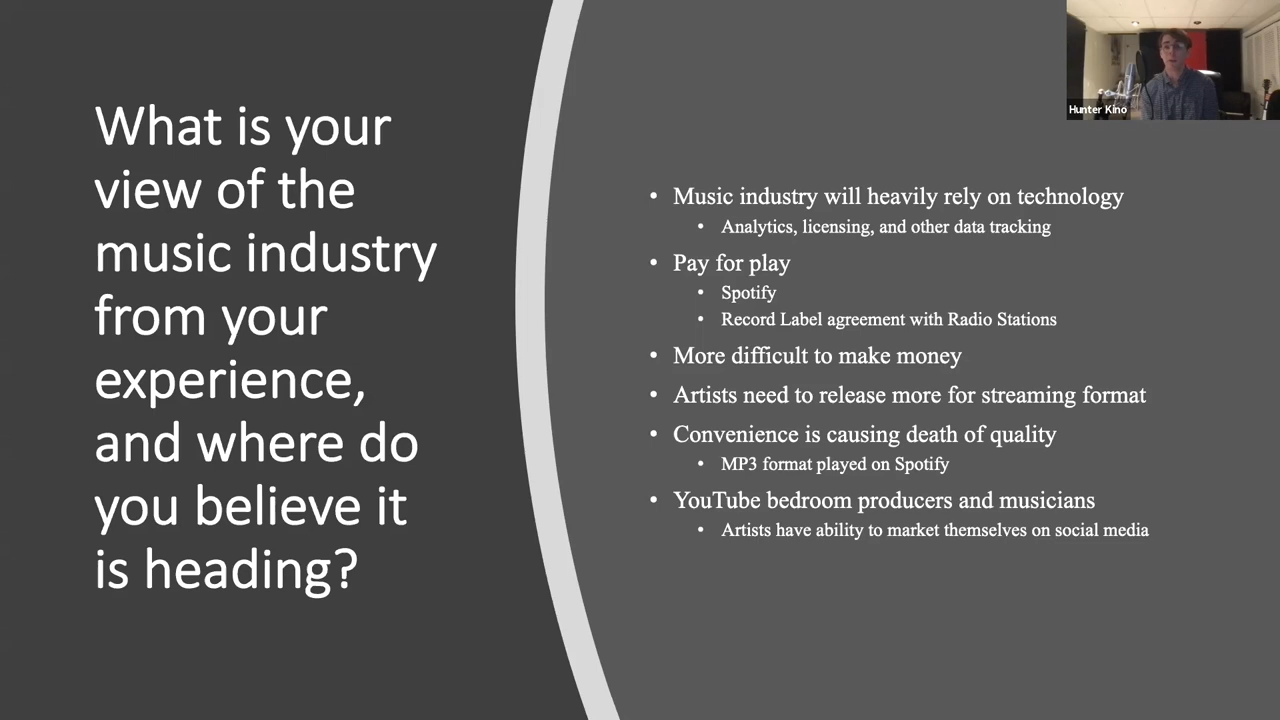 What is your
view of the
music industry
from your
experience,
and where do
you believe it
is heading?
• Music industry will heavily rely on technology
• Analytics, licensing, and other data tracking
• Pay for play
• Spotify
• Record Label agreement with Radio Stations
• More difficult to make money
• Artists need to release more for streaming format
• Convenience is causing death of quality
• MP3 format played on Spotify
• YouTube bedroom producers and musicians
• Artists have ability to market themselves on social media
Hunter Kino